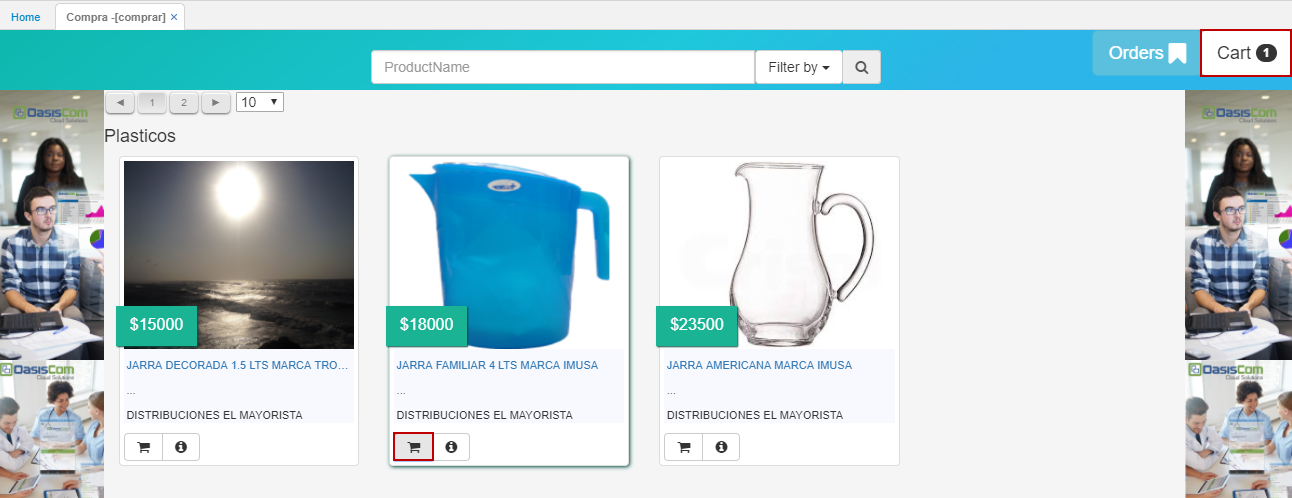 Home
Compra -[comprar] ×
ProductName
Filter by
Orders
Cart 1
OasisCom
Cloud Solutions
OasisCom
Cloud Solutions
1
2
10
Plasticos
$15000
JARRA DECORADA 1.5 LTS MARCA TRO...
...
DISTRIBUCIONES EL MAYORISTA
$18000
JARRA FAMILIAR 4 LTS MARCA IMUSA
...
DISTRIBUCIONES EL MAYORISTA
$23500
JARRA AMERICANA MARCA IMUSA
...
DISTRIBUCIONES EL MAYORISTA
OasisCom
Cloud Solutions
OasisCom
Cloud Solutions